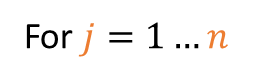 For j = 1 … n